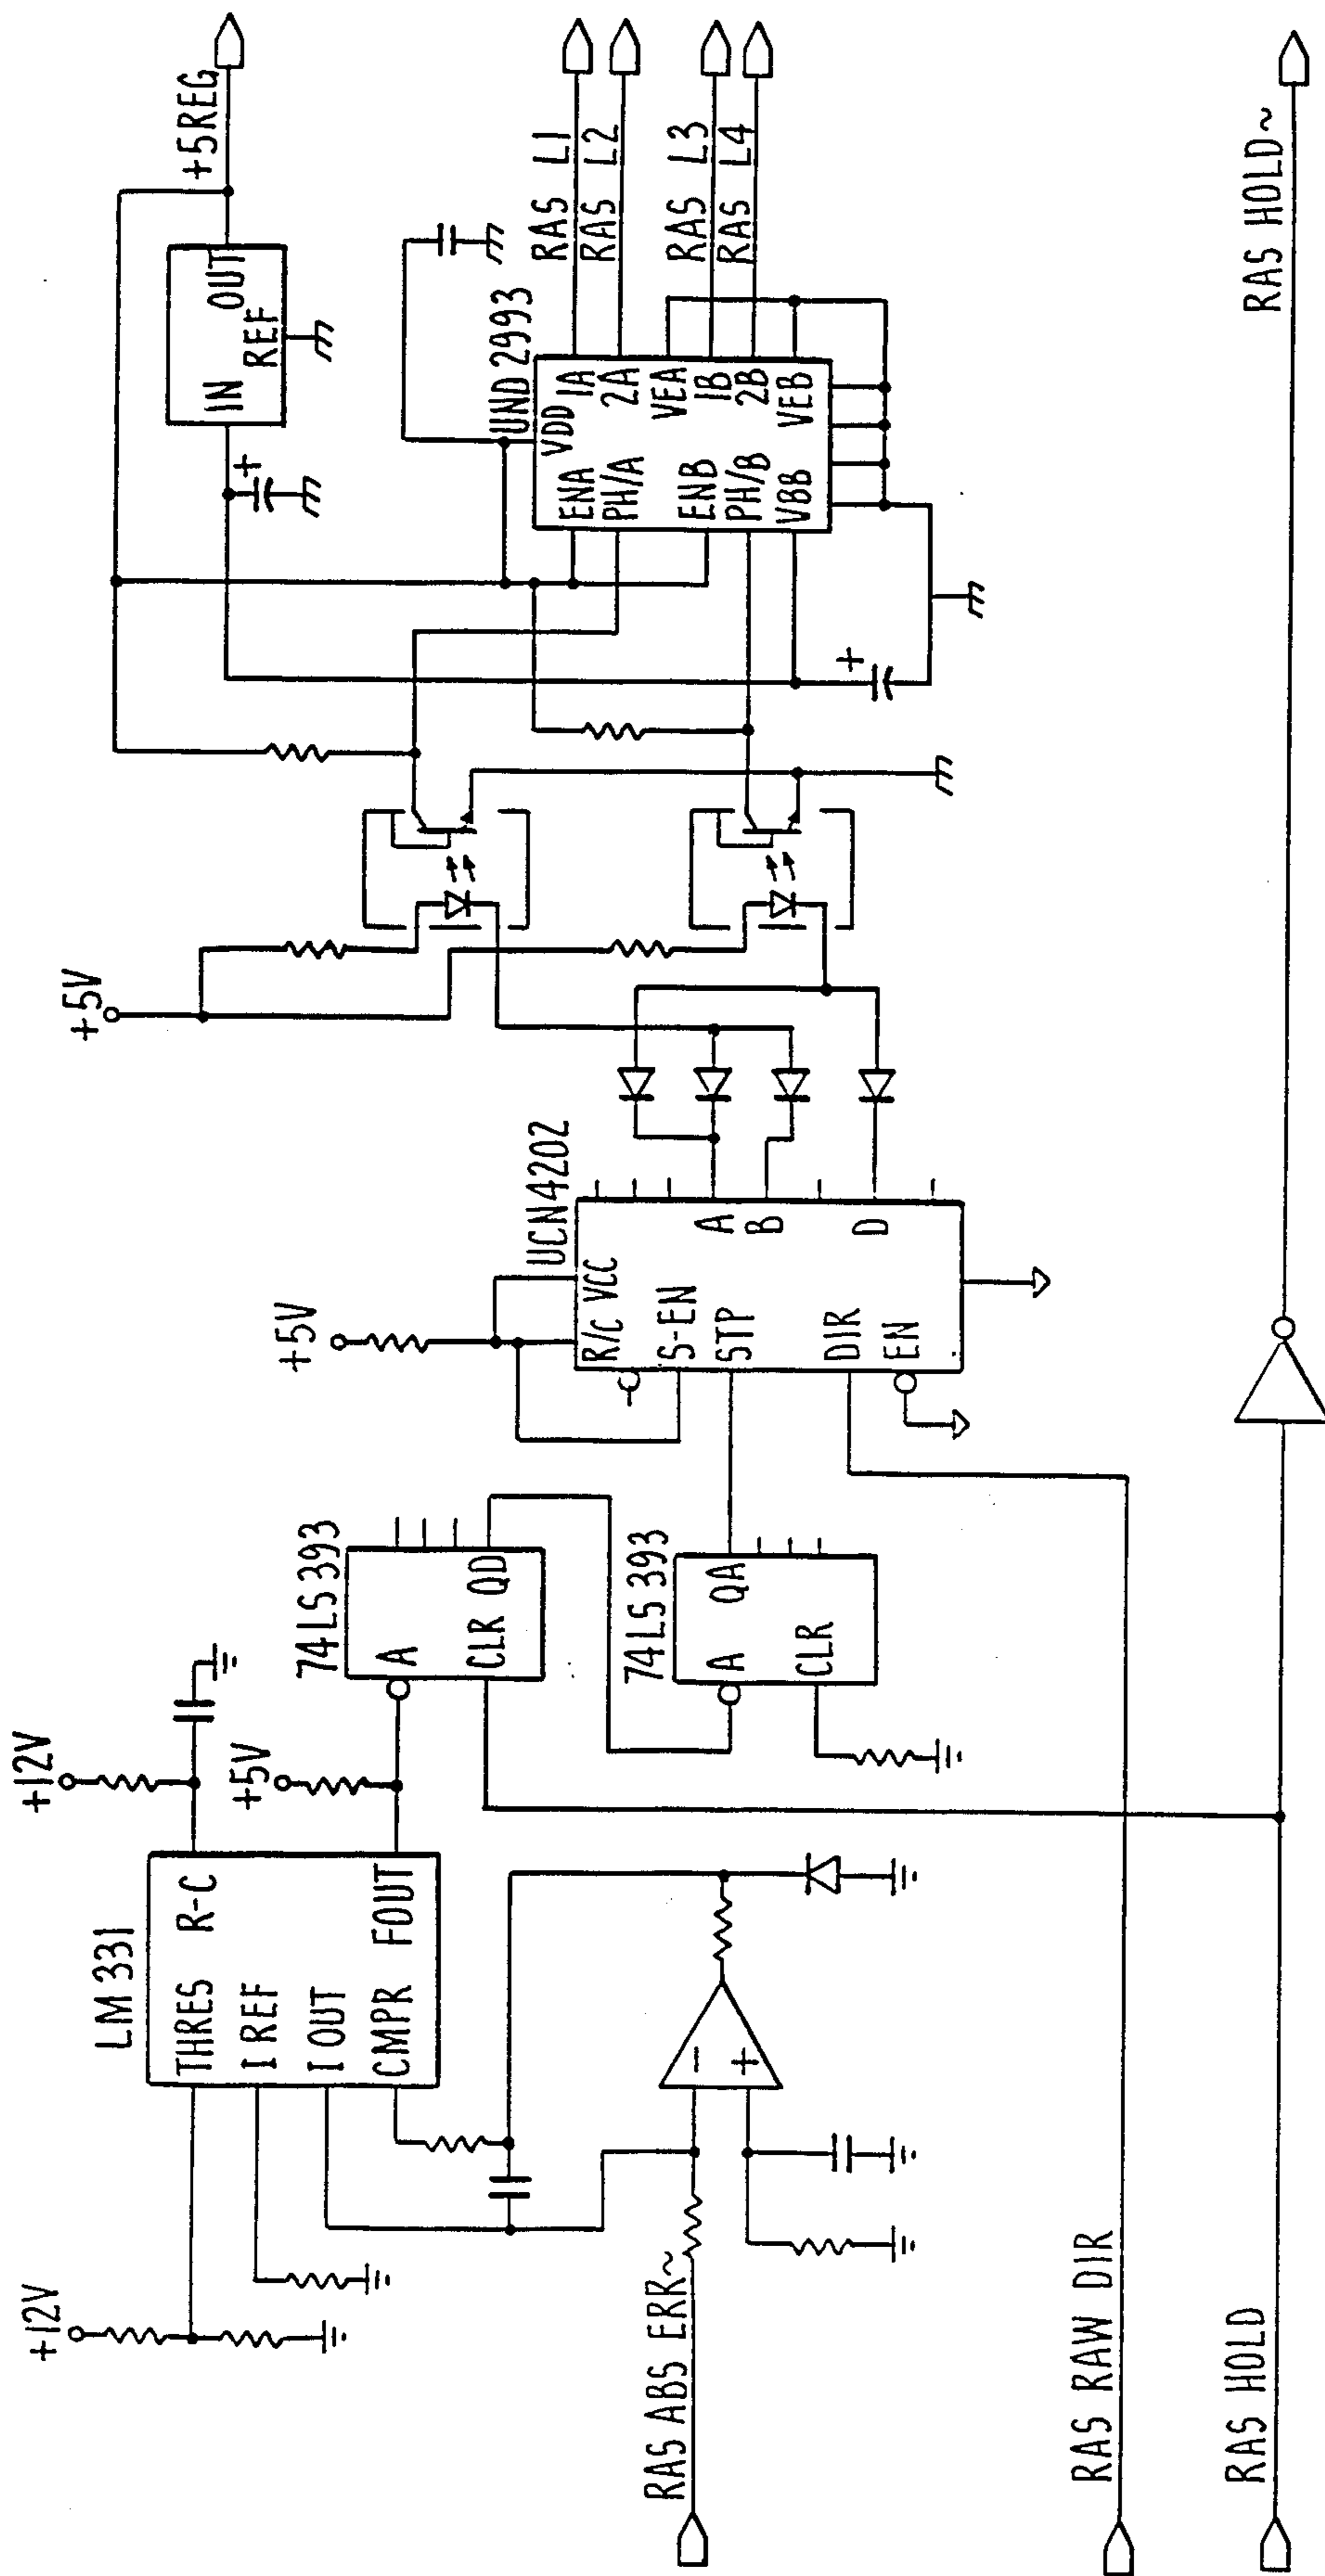 +12V
LM 331
THRES R-C
I REF
I OUT
CMPR FOUT
+12V
+5V
74LS393
A
CLR QD
74LS393
A QA
CLR
+5V
UCN4202
R/C VCC
S-EN
STP
DIR
EN
A
B
D
+5V
IN OUT
REF
+5REG
+
UND 2993
VDD
ENA 1A
PH/A 2A
VEA
ENB 1B
PH/B 2B
VBB VEB
+
RAS L1
RAS L2
RAS L3
RAS L4
RAS ABS ERR~
-
+
RAS RAW DIR
RAS HOLD
RAS HOLD~